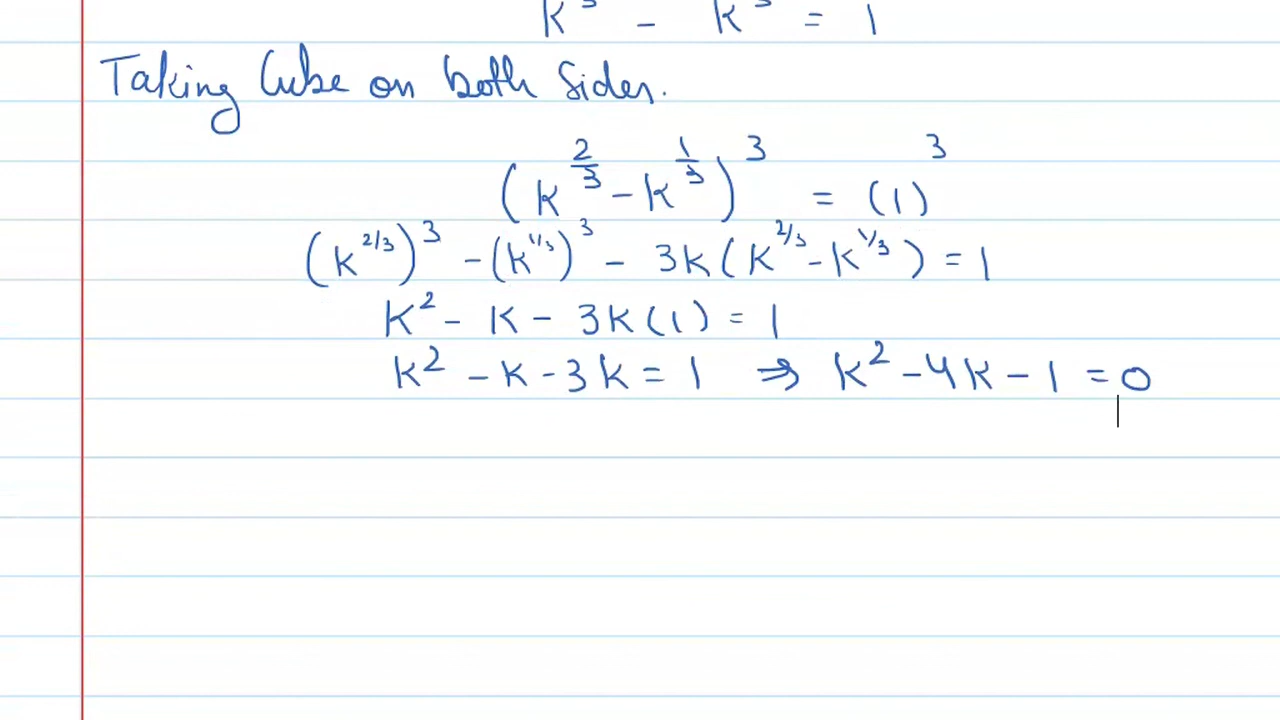 k - k = 1
Taking Cube on both Sides.
(k^{2/3} - k^{1/3})^3 = (1)^3
(k^{2/3})^3 - (k^{1/3})^3 - 3k(k^{2/3} - k^{1/3}) = 1
k^2 - k - 3k(1) = 1
k^2 - k - 3k = 1 ⇒ k^2 - 4k - 1 = 0